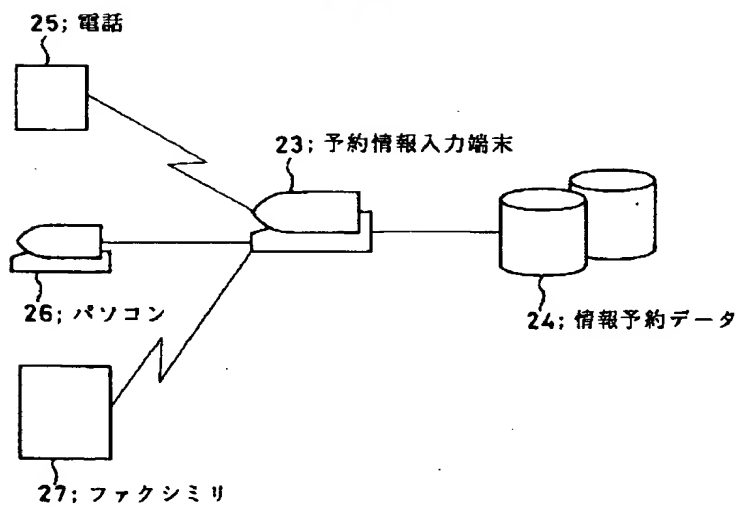 25; 電話
23; 予約情報入力端末
26; パソコン
24; 情報予約データ
27; ファクシミリ